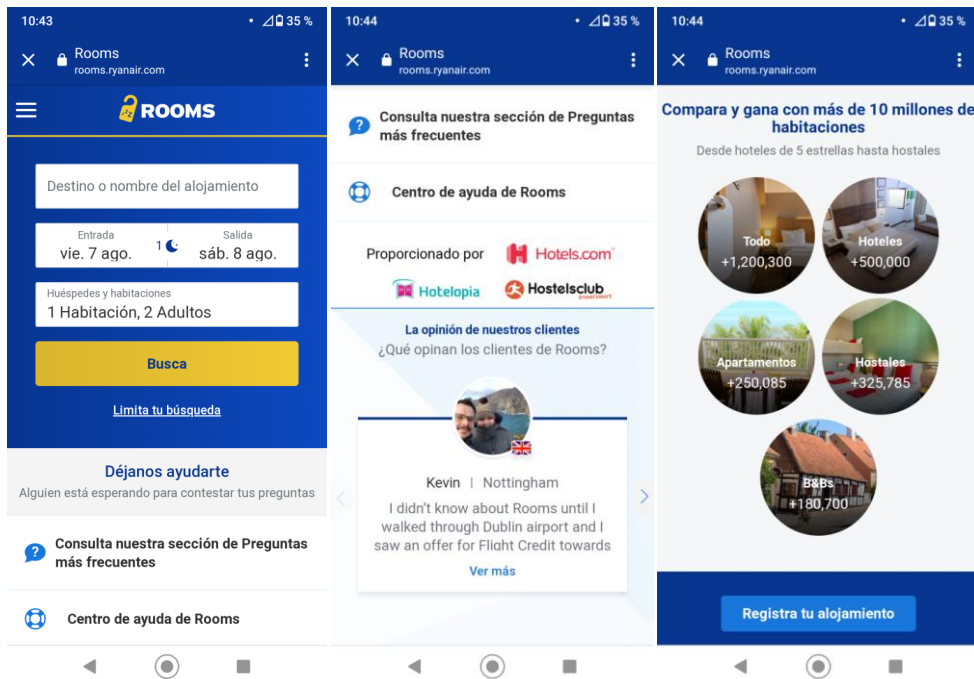 10:43
35 %
Rooms
rooms.ryanair.com
ROOMS
Destino o nombre del alojamiento
Entrada
Salida
vie. 7 ago.
1
sáb. 8 ago.
Huéspedes y habitaciones
1 Habitación, 2 Adultos
Busca
Limita tu búsqueda
Déjanos ayudarte
Alguien está esperando para contestar tus preguntas
Consulta nuestra sección de Preguntas
más frecuentes
Centro de ayuda de Rooms
10:44
35 %
Rooms
rooms.ryanair.com
Consulta nuestra sección de Preguntas
más frecuentes
Centro de ayuda de Rooms
Proporcionado por
Hotels.com
Hotelopia
Hostelsclub
La opinión de nuestros clientes
¿Qué opinan los clientes de Rooms?
Kevin | Nottingham
I didn't know about Rooms until I
walked through Dublin airport and I
saw an offer for Flight Credit towards
Ver más
10:44
35 %
Rooms
rooms.ryanair.com
Compara y gana con más de 10 millones de
habitaciones
Desde hoteles de 5 estrellas hasta hostales
Todo
+1,200,300
Hoteles
+500,000
Apartamentos
+250,085
Hostales
+325,785
B&Bs
+180,700
Registra tu alojamiento